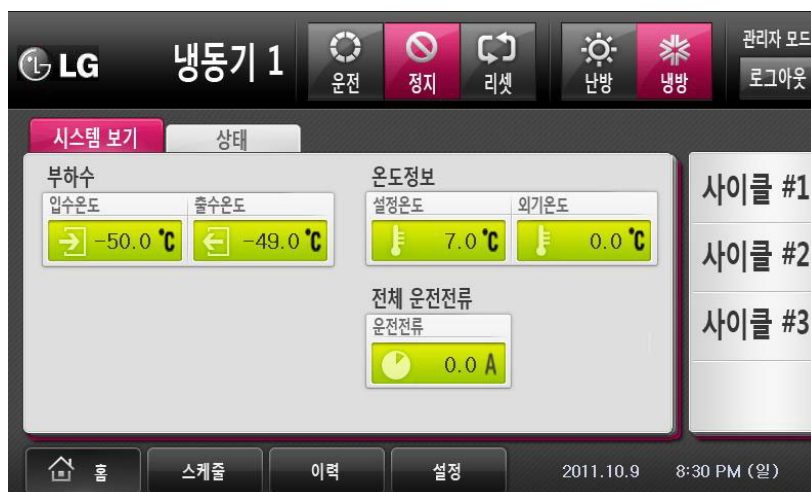 LG 냉동기 1 운전 정지 리셋 난방 냉방 관리자 모드
로그아웃
시스템 보기 상태
부하수 온도정보
입수온도 출수온도 설정온도 외기온도
-50.0 ℃ -49.0 ℃ 7.0 ℃ 0.0 ℃
전체 운전전류
운전전류
0.0 A
사이클 #1
사이클 #2
사이클 #3
홈 스케줄 이력 설정 2011.10.9 8:30 PM (일)